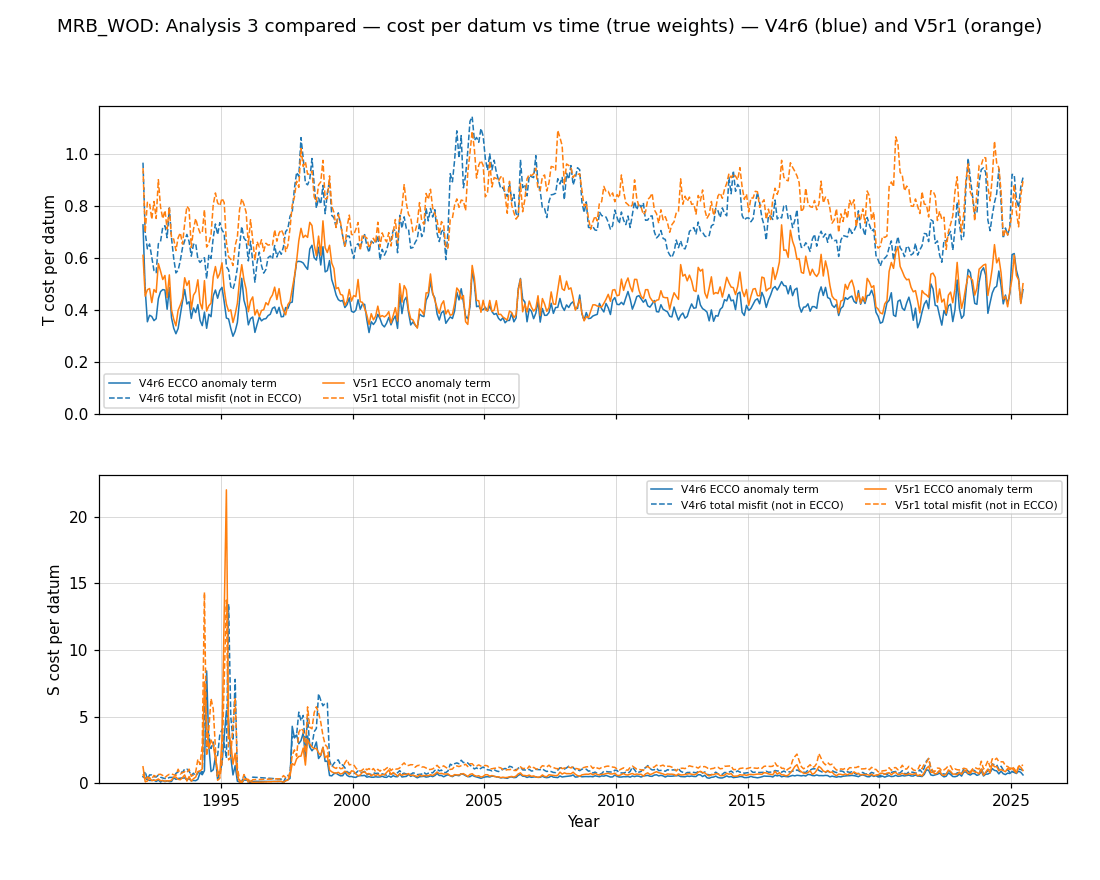 MRB_WOD: Analysis 3 compared — cost per datum vs time (true weights) — V4r6 (blue) and V5r1 (orange)
T cost per datum
1.0
0.8
0.6
0.4
0.2
0.0
V4r6 ECCO anomaly term
V4r6 total misfit (not in ECCO)
V5r1 ECCO anomaly term
V5r1 total misfit (not in ECCO)
S cost per datum
20
15
10
5
0
V4r6 ECCO anomaly term
V4r6 total misfit (not in ECCO)
V5r1 ECCO anomaly term
V5r1 total misfit (not in ECCO)
1995 2000 2005 2010 2015 2020 2025
Year